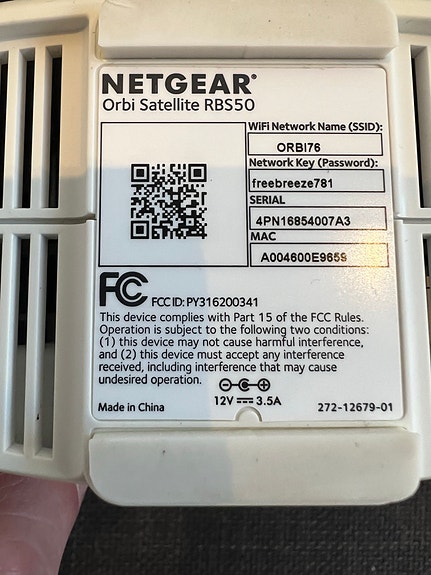 NETGEAR®
Orbi Satellite RBS50
WiFi Network Name (SSID):
ORBI76
Network Key (Password):
freebreeze781
SERIAL
4PN16854007A3
MAC
A004600E9659
FC FCC ID: PY316200341
This device complies with Part 15 of the FCC Rules.
Operation is subject to the following two conditions:
(1) this device may not cause harmful interference,
and (2) this device must accept any interference
received, including interference that may cause
undesired operation.
12V 3.5A
Made in China
272-12679-01